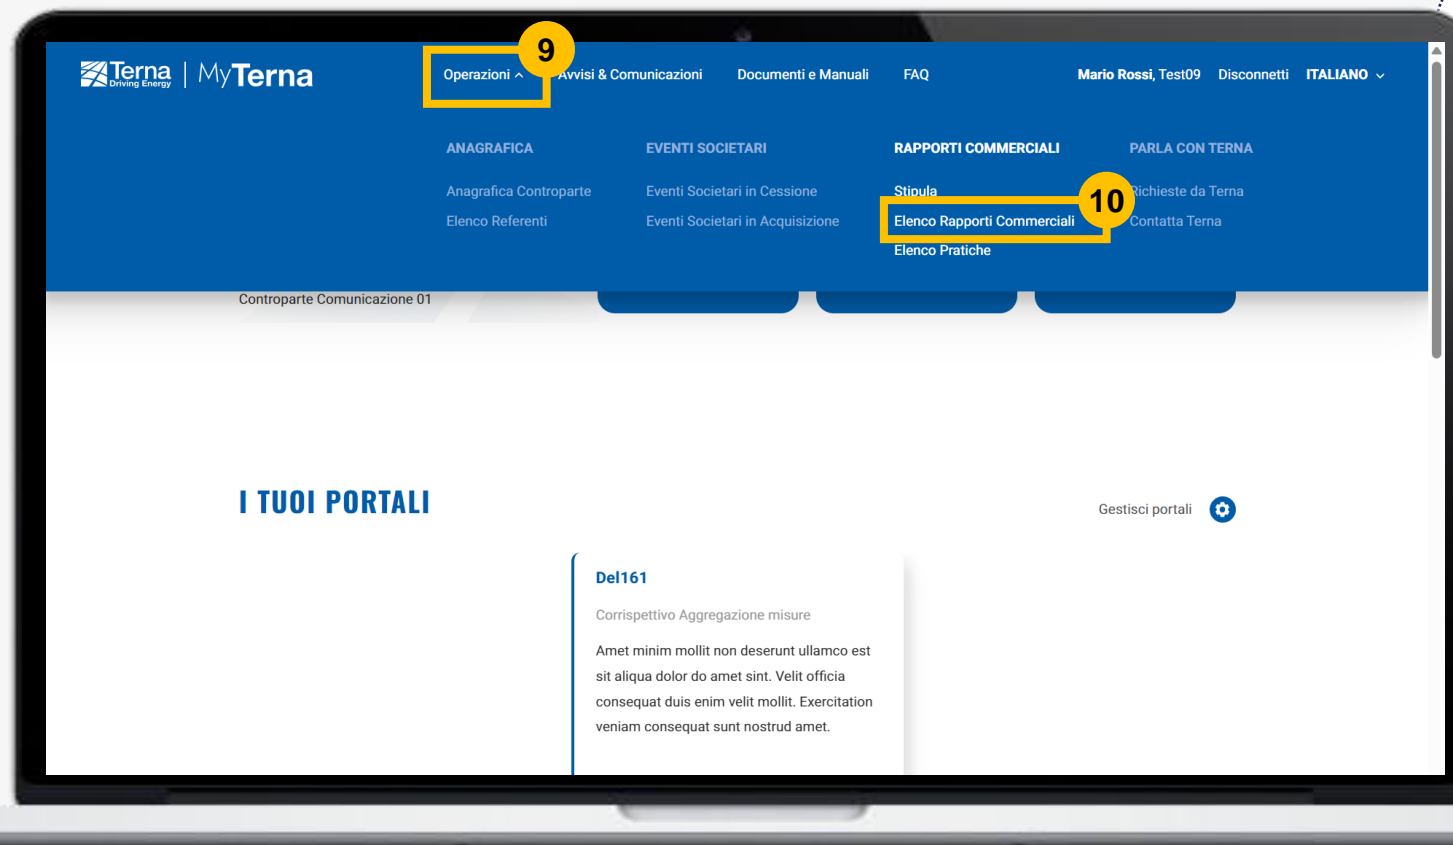 9
Terna
Driving Energy
MyTerna
Operazioni
Avvisi & Comunicazioni
Documenti e Manuali
FAQ
Mario Rossi, Test09
Disconnetti
ITALIANO
ANAGRAFICA
Anagrafica Controparte
Elenco Referenti
EVENTI SOCIETARI
Eventi Societari in Cessione
Eventi Societari in Acquisizione
RAPPORTI COMMERCIALI
Stipula
10
Elenco Rapporti Commerciali
Elenco Pratiche
PARLA CON TERNA
Richieste da Terna
Contatta Terna
Controparte Comunicazione 01
I TUOI PORTALI
Gestisci portali
Del161
Corrispettivo Aggregazione misure
Amet minim mollit non deserunt ullamco est
sit aliqua dolor do amet sint. Velit officia
consequat duis enim velit mollit. Exercitation
veniam consequat sunt nostrud amet.